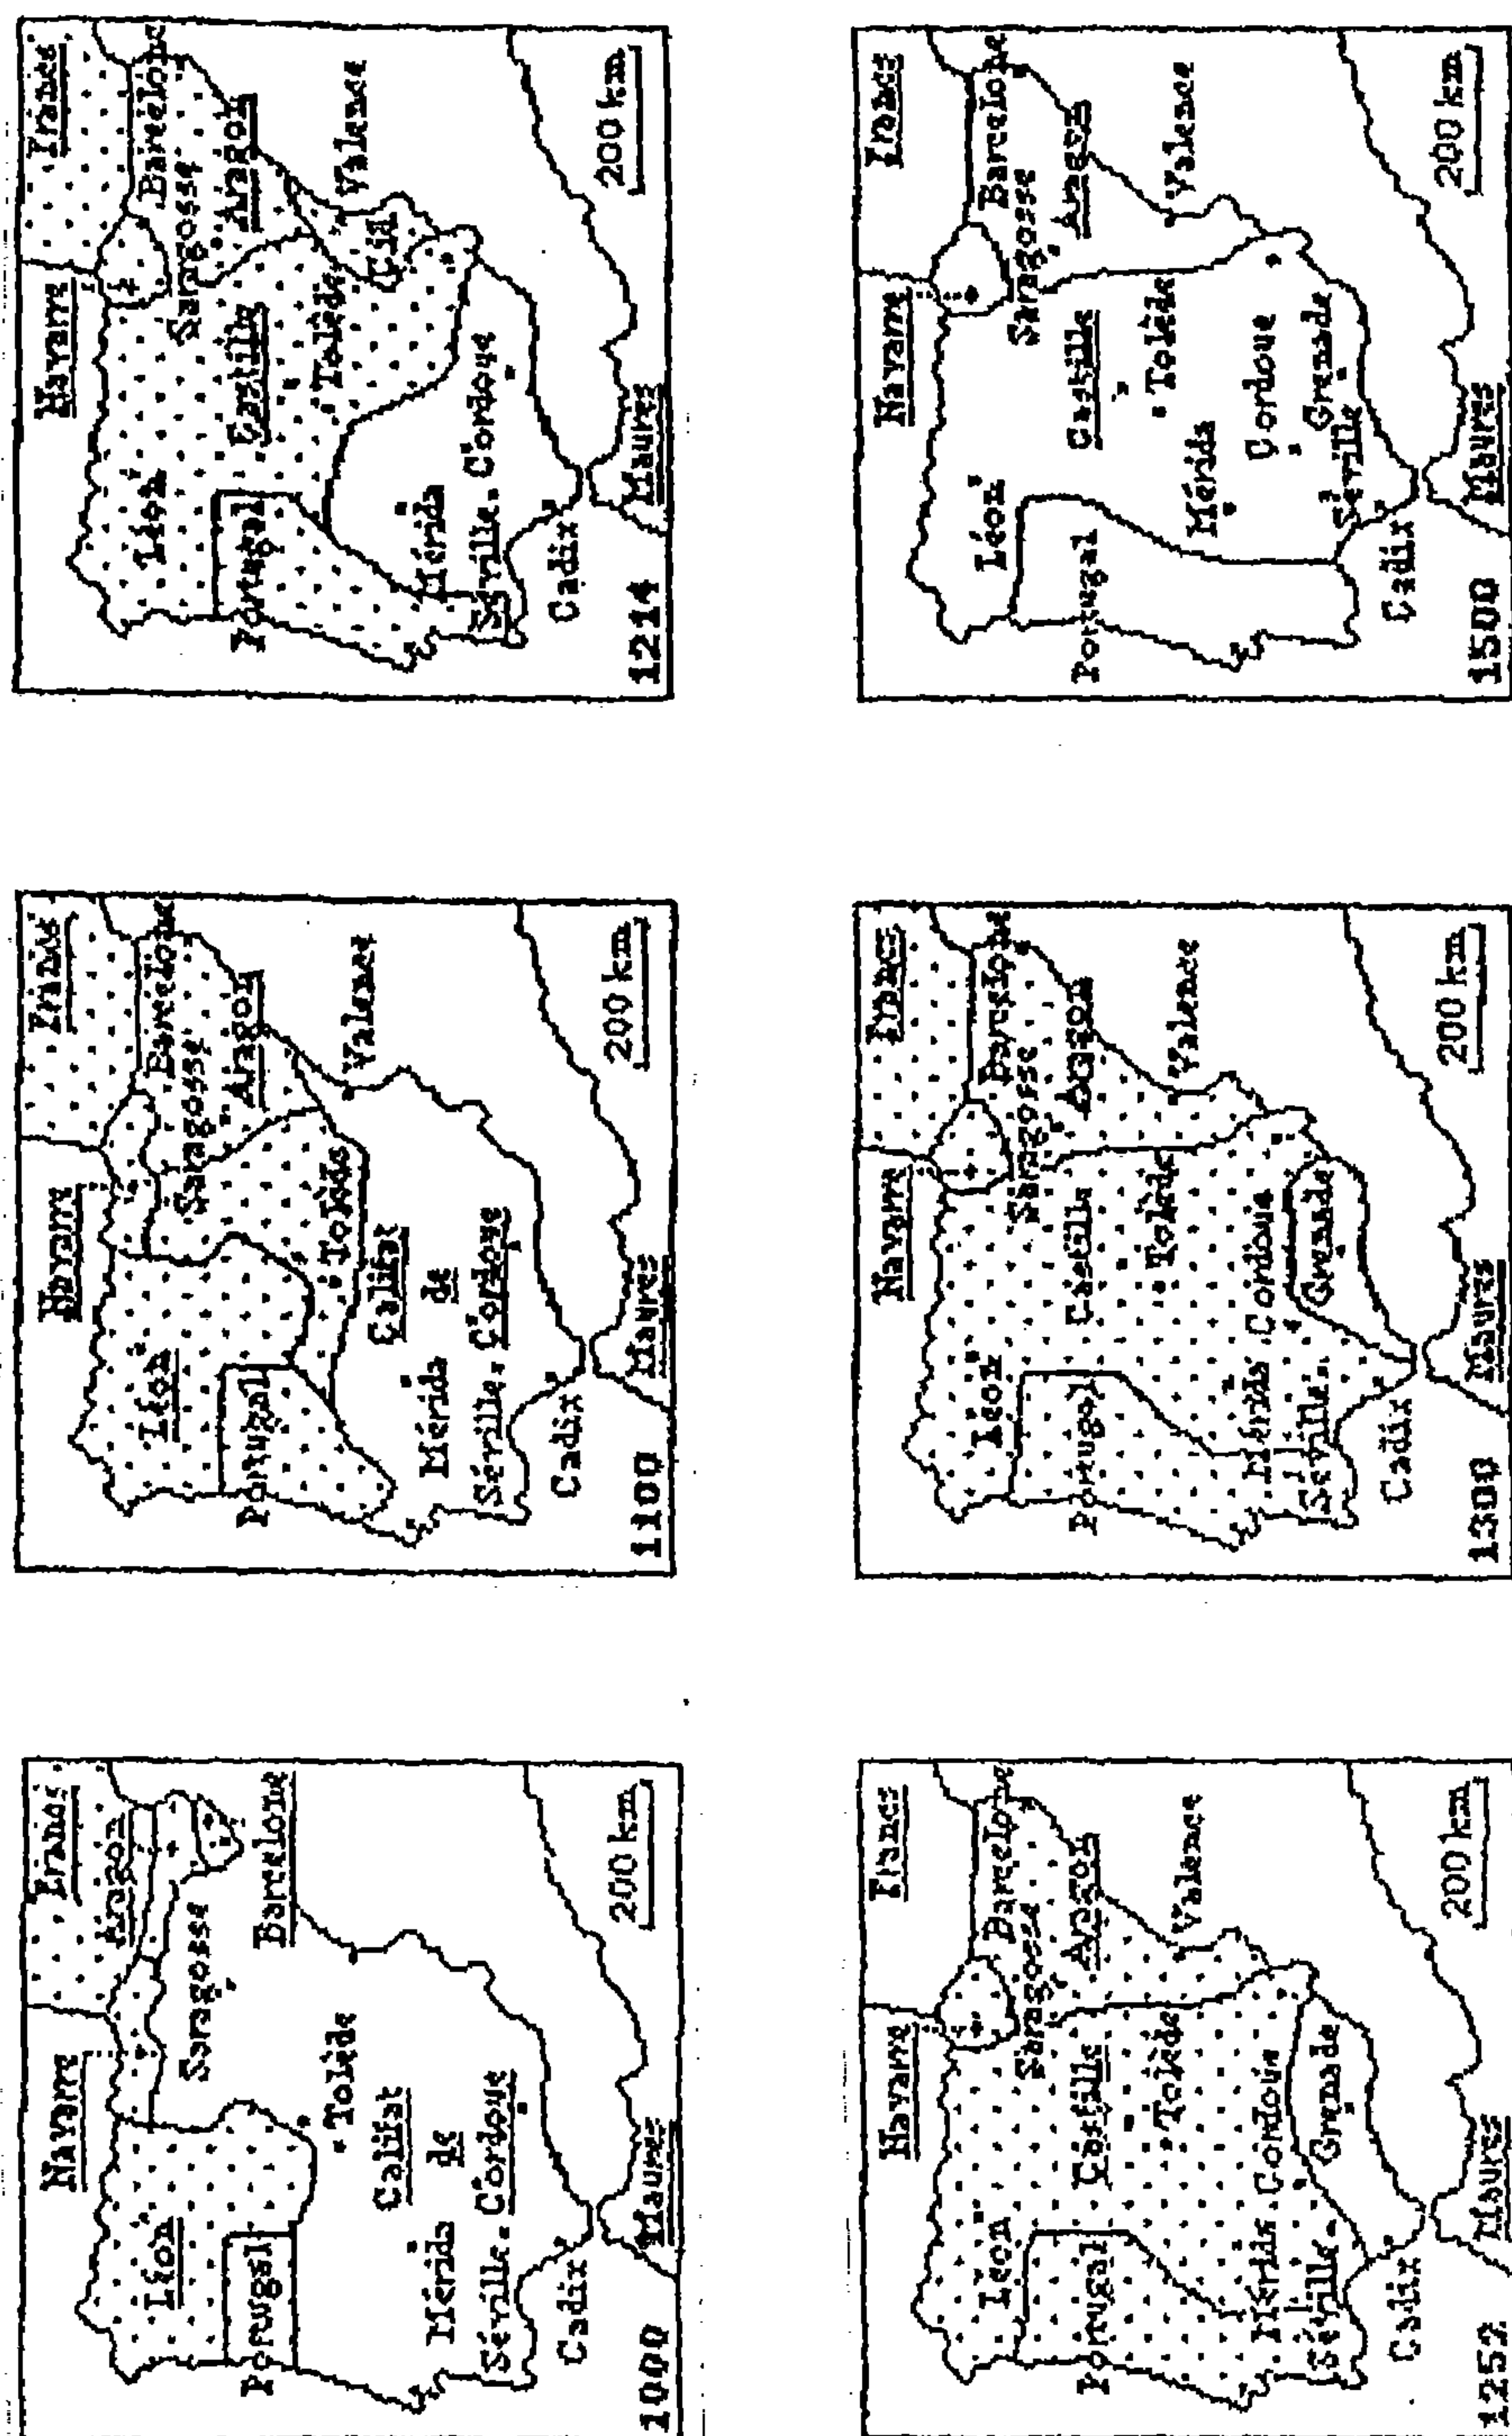 Navarre
France
Aragon
Léon
Saragosse
Portugal
Barcelone
Tolède
Califat
de
Mérida
Séville. Cordoue
Cadix
200 km
Maures
1000
Navarre
France
Léon
Barcelone
Saragosse
Portugal
Aragon
Tolède
Valence
Califat
de
Mérida
Séville. Cordoue
Cadix
200 km
Maures
1100
Navarre
France
Léon
Barcelone
Saragosse
Portugal
Castille
Aragon
Tolède
Valence
Cid
Mérida
Séville. Cordoue
Cadix
200 km
Maures
1214
Navarre
France
Léon
Barcelone
Saragosse
Portugal
Castille
Aragon
Tolède
Valence
Mérida Cordoue
Séville.
Grenade
Cadix
200 km
Maures
1252
Navarre
France
Léon
Barcelone
Saragosse
Portugal
Castille
Aragon
Tolède
Valence
Mérida Cordoue
Séville.
Grenade
Cadix
200 km
Maures
1300
Navarre
France
Léon
Barcelone
Saragosse
Portugal
Castille
Aragon
Tolède
Valence
Mérida
Cordoue
Grenade
Séville
Cadix
200 km
Maures
1500